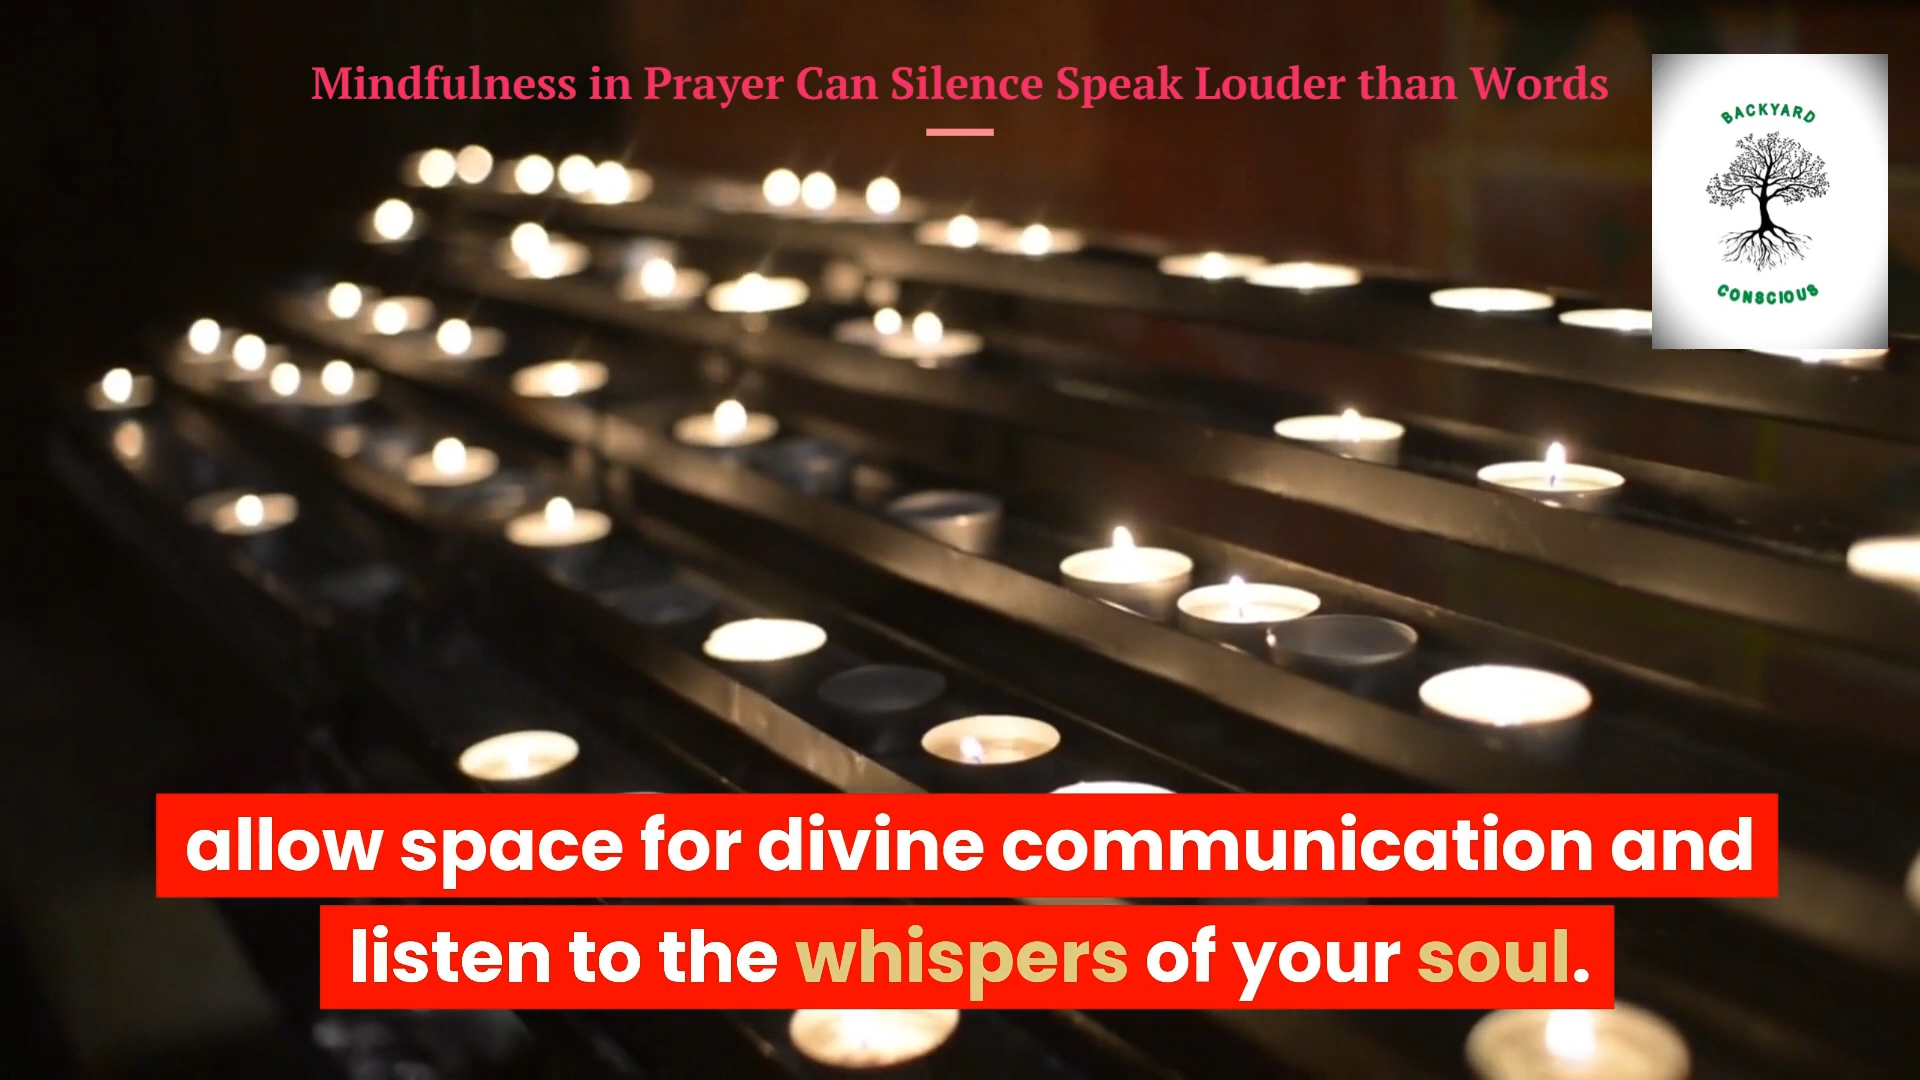 Mindfulness in Prayer Can Silence Speak Louder than Words
BACKYARD
CONSCIOUS
allow space for divine communication and
listen to the whispers of your soul.